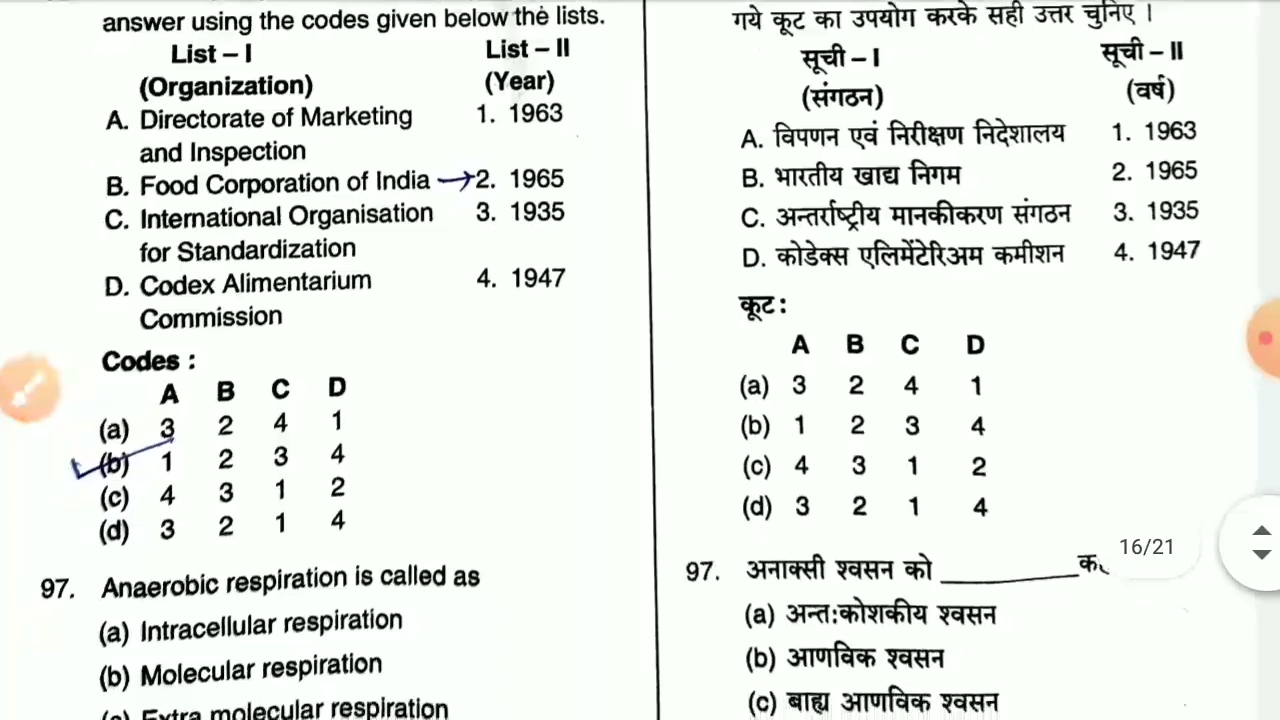 answer using the codes given below the lists.
List – I List – II
(Organization) (Year)
A. Directorate of Marketing 1. 1963
and Inspection
B. Food Corporation of India 2. 1965
C. International Organisation 3. 1935
for Standardization
D. Codex Alimentarium 4. 1947
Commission
Codes :
A B C D
(a) 3 2 4 1
(b) 1 2 3 4
(c) 4 3 1 2
(d) 3 2 1 4
97. Anaerobic respiration is called as
(a) Intracellular respiration
(b) Molecular respiration
(c) Extra molecular respiration
गये कूट का उपयोग करके सही उत्तर चुनिए ।
सूची – I सूची – II
(संगठन) (वर्ष)
A. विपणन एवं निरीक्षण निदेशालय 1. 1963
B. भारतीय खाद्य निगम 2. 1965
C. अन्तर्राष्ट्रीय मानकीकरण संगठन 3. 1935
D. कोडेक्स एलिमेंटेरिअम कमीशन 4. 1947
कूट :
A B C D
(a) 3 2 4 1
(b) 1 2 3 4
(c) 4 3 1 2
(d) 3 2 1 4
16/21
97. अनाक्सी श्वसन को __________
(a) अन्तःकोशकीय श्वसन
(b) आणविक श्वसन
(c) बाह्य आणविक श्वसन